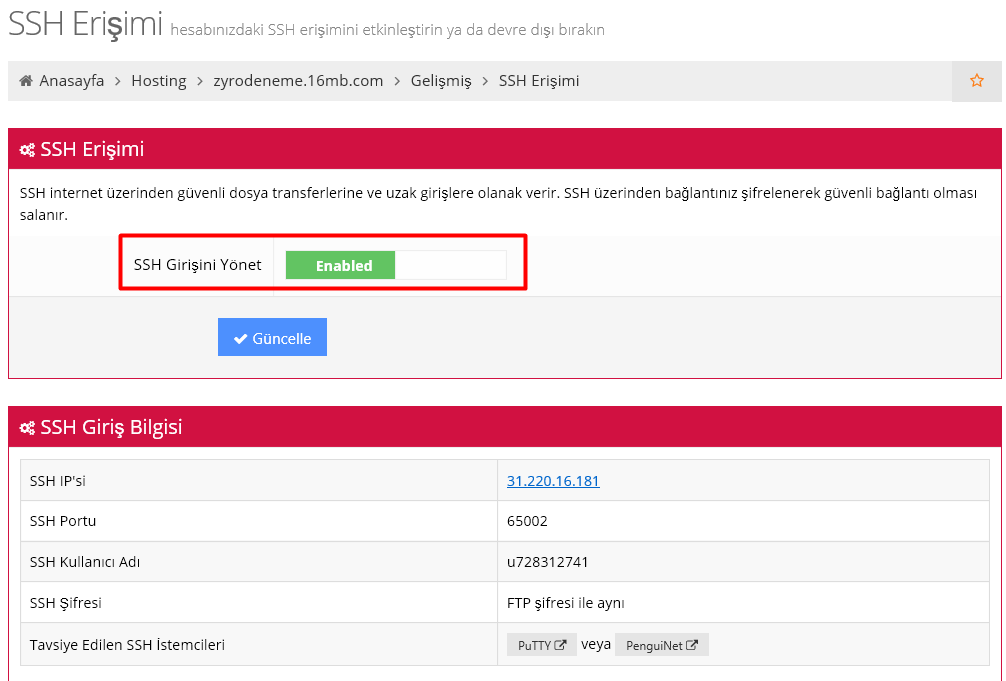 SSH Erişimi hesabınızdaki SSH erişimini etkinleştirin ya da devre dışı bırakın
Anasayfa > Hosting > zyrodeneme.16mb.com > Gelişmiş > SSH Erişimi
SSH Erişimi
SSH internet üzerinden güvenli dosya transferlerine ve uzak girişlere olanak verir. SSH üzerinden bağlantınız şifrelenerek güvenli bağlantı olması
salanır.
SSH Girişini Yönet Enabled
Güncelle
SSH Giriş Bilgisi
SSH IP'si 31.220.16.181
SSH Portu 65002
SSH Kullanıcı Adı u728312741
SSH Şifresi FTP şifresi ile aynı
Tavsiye Edilen SSH İstemcileri PuTTY veya PenguiNet